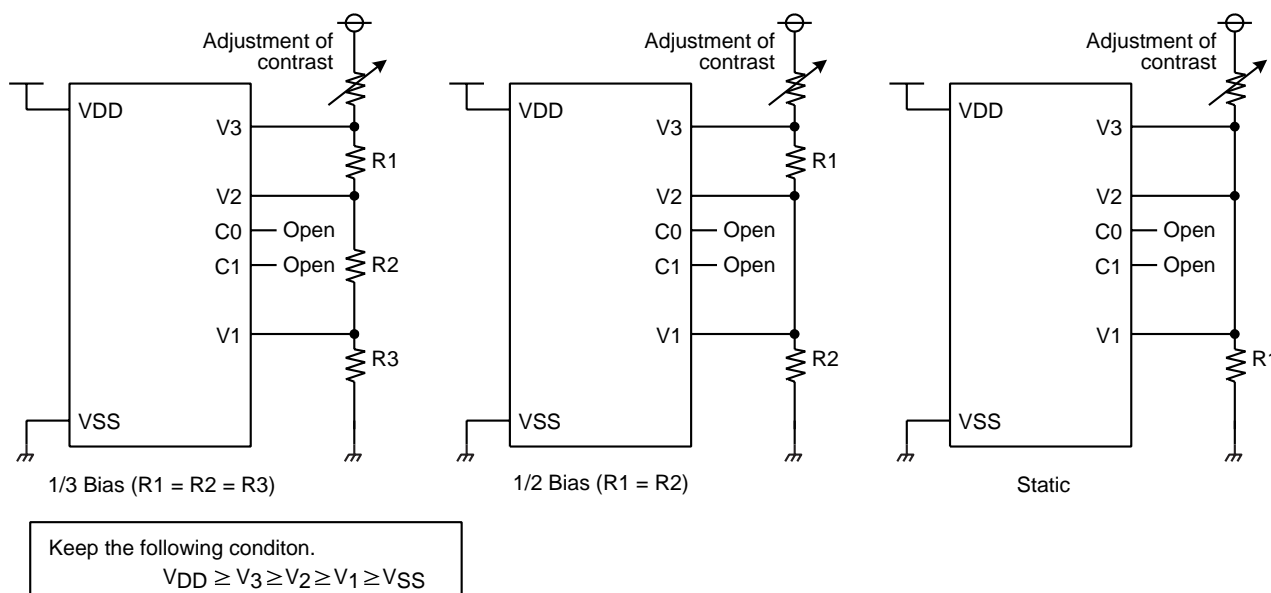 Adjustment of
contrast
VDD
V3
R1
V2
C0 Open
C1 Open
R2
V1
R3
VSS
1/3 Bias (R1 = R2 = R3)
Adjustment of
contrast
VDD
V3
R1
V2
C0 Open
C1 Open
V1
R2
VSS
1/2 Bias (R1 = R2)
Adjustment of
contrast
VDD
V3
V2
C0 Open
C1 Open
V1
R1
VSS
Static
Keep the following conditon.
VDD ≥ V3 ≥ V2 ≥ V1 ≥ VSS